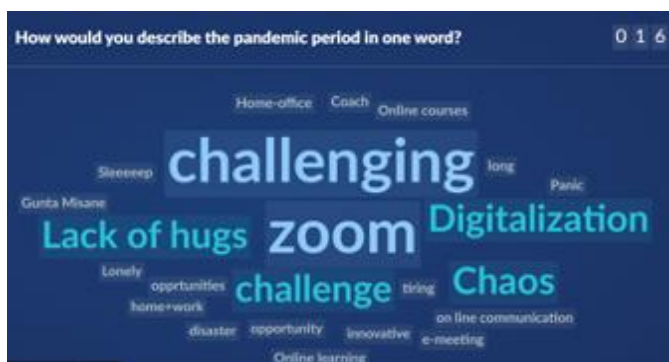 How would you describe the pandemic period in one word?
0 1 6
Home-office
Coach
Online courses
challenging
Sleeeeep
long
Panic
Gunta Misane
Lack of hugs
zoom
Digitalization
Lonely
opprtunities
challenge
tiring
Chaos
home+work
on line communication
disaster
opportunity
innovative
e-meeting
Online learning